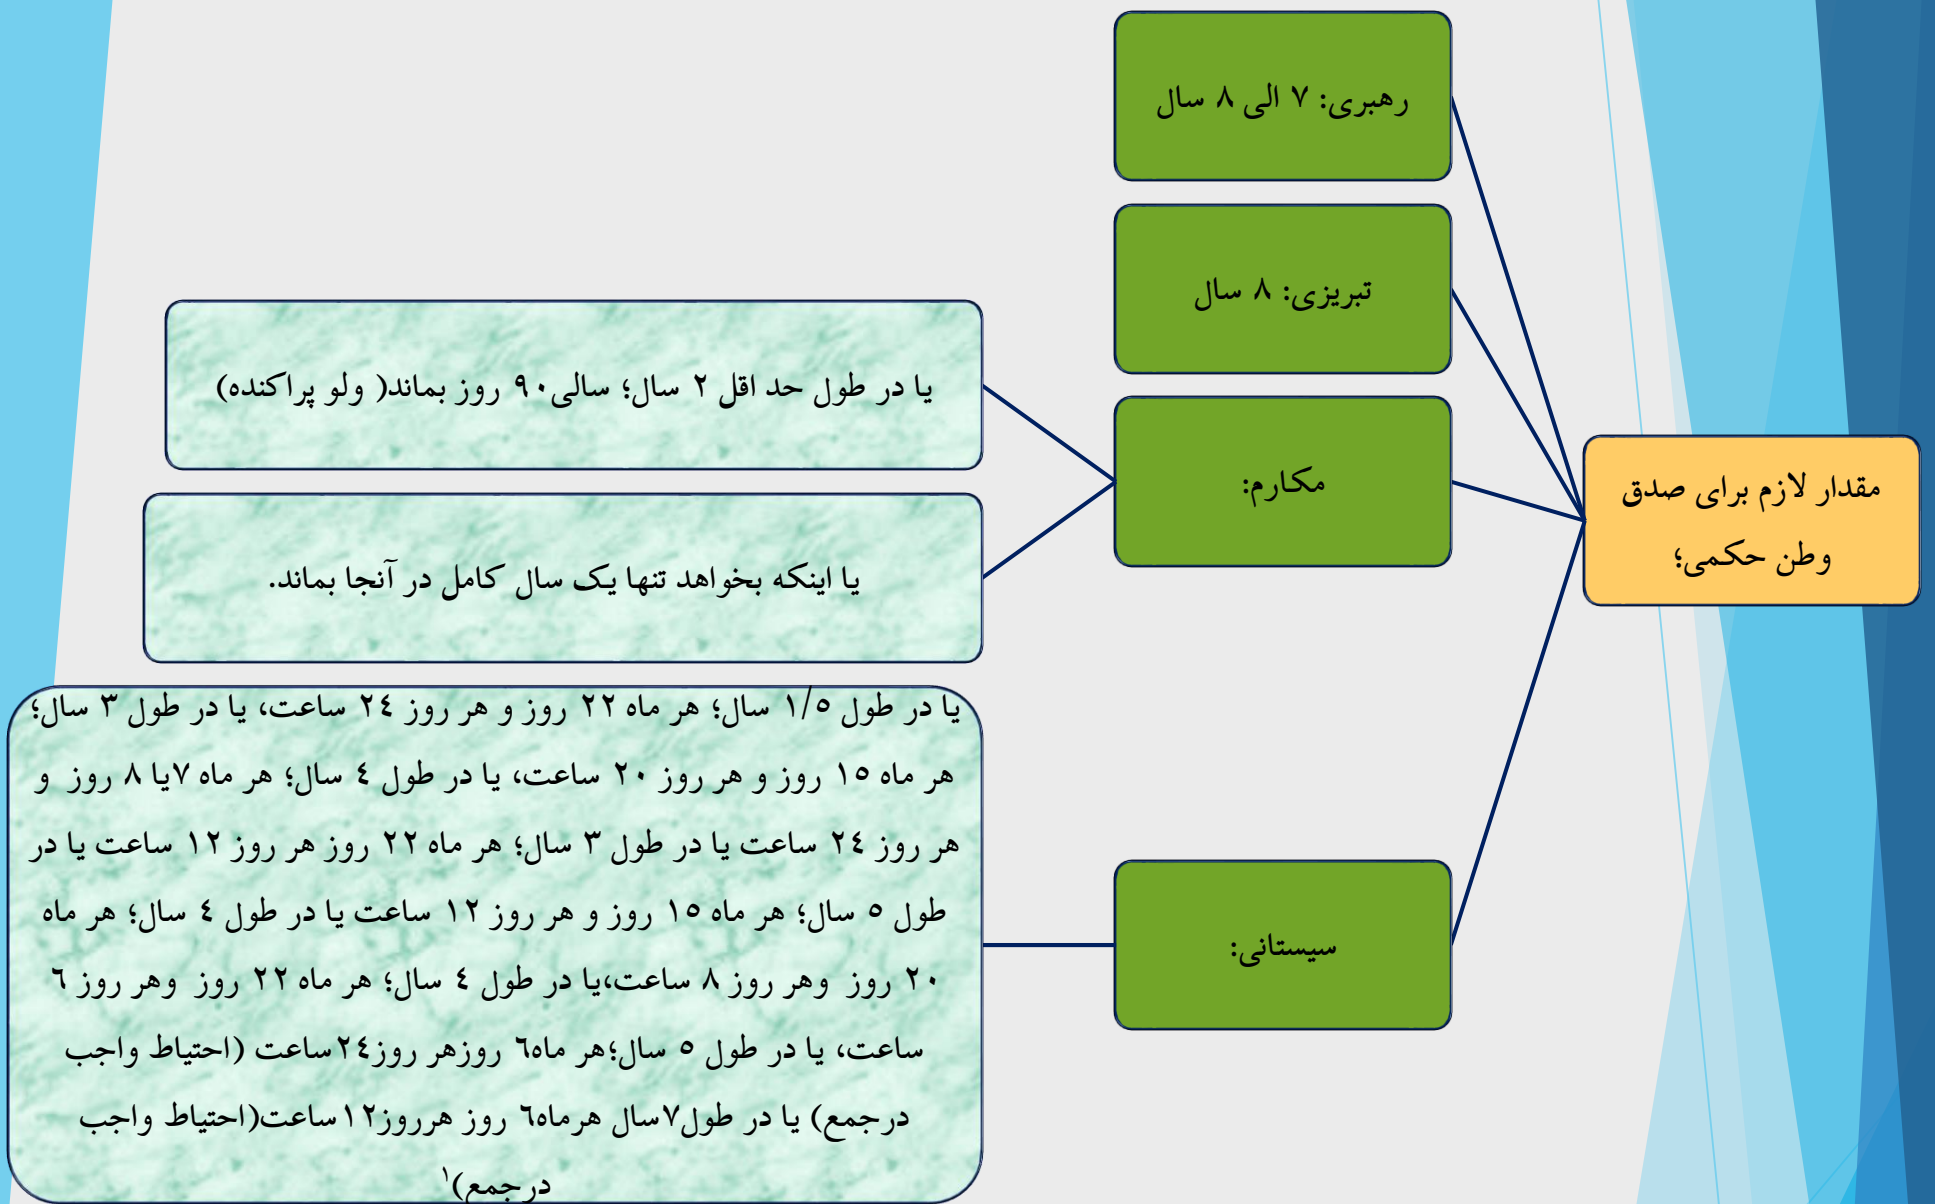 مقدار لازم برای صدق
وطن حکمی؛
رهبری: ۷ الی ۸ سال
تبریزی: ۸ سال
مکارم:
یا در طول حد اقل ۲ سال؛ سالی۹۰ روز بماند( ولو پراکنده)
یا اینکه بخواهد تنها یک سال کامل در آنجا بماند.
سیستانی:
یا در طول ۱/۵ سال؛ هر ماه ۲۲ روز و هر روز ۲٤ ساعت، یا در طول ۳ سال؛
هر ماه ۱۵ روز و هر روز ۲۰ ساعت، یا در طول ٤ سال؛ هر ماه ۷یا ۸ روز و
هر روز ۲٤ ساعت یا در طول ۳ سال؛ هر ماه ۲۲ روز هر روز ۱۲ ساعت یا در
طول ۵ سال؛ هر ماه ۱۵ روز و هر روز ۱۲ ساعت یا در طول ٤ سال؛ هر ماه
۲۰ روز وهر روز ۸ ساعت،یا در طول ٤ سال؛ هر ماه ۲۲ روز وهر روز ٦
ساعت، یا در طول ۵ سال؛هر ماه٦ روزهر روز۲٤ساعت (احتیاط واجب
درجمع) یا در طول۷سال هرماه٦ روز هرروز۱۲ساعت(احتیاط واجب
درجمع)۱